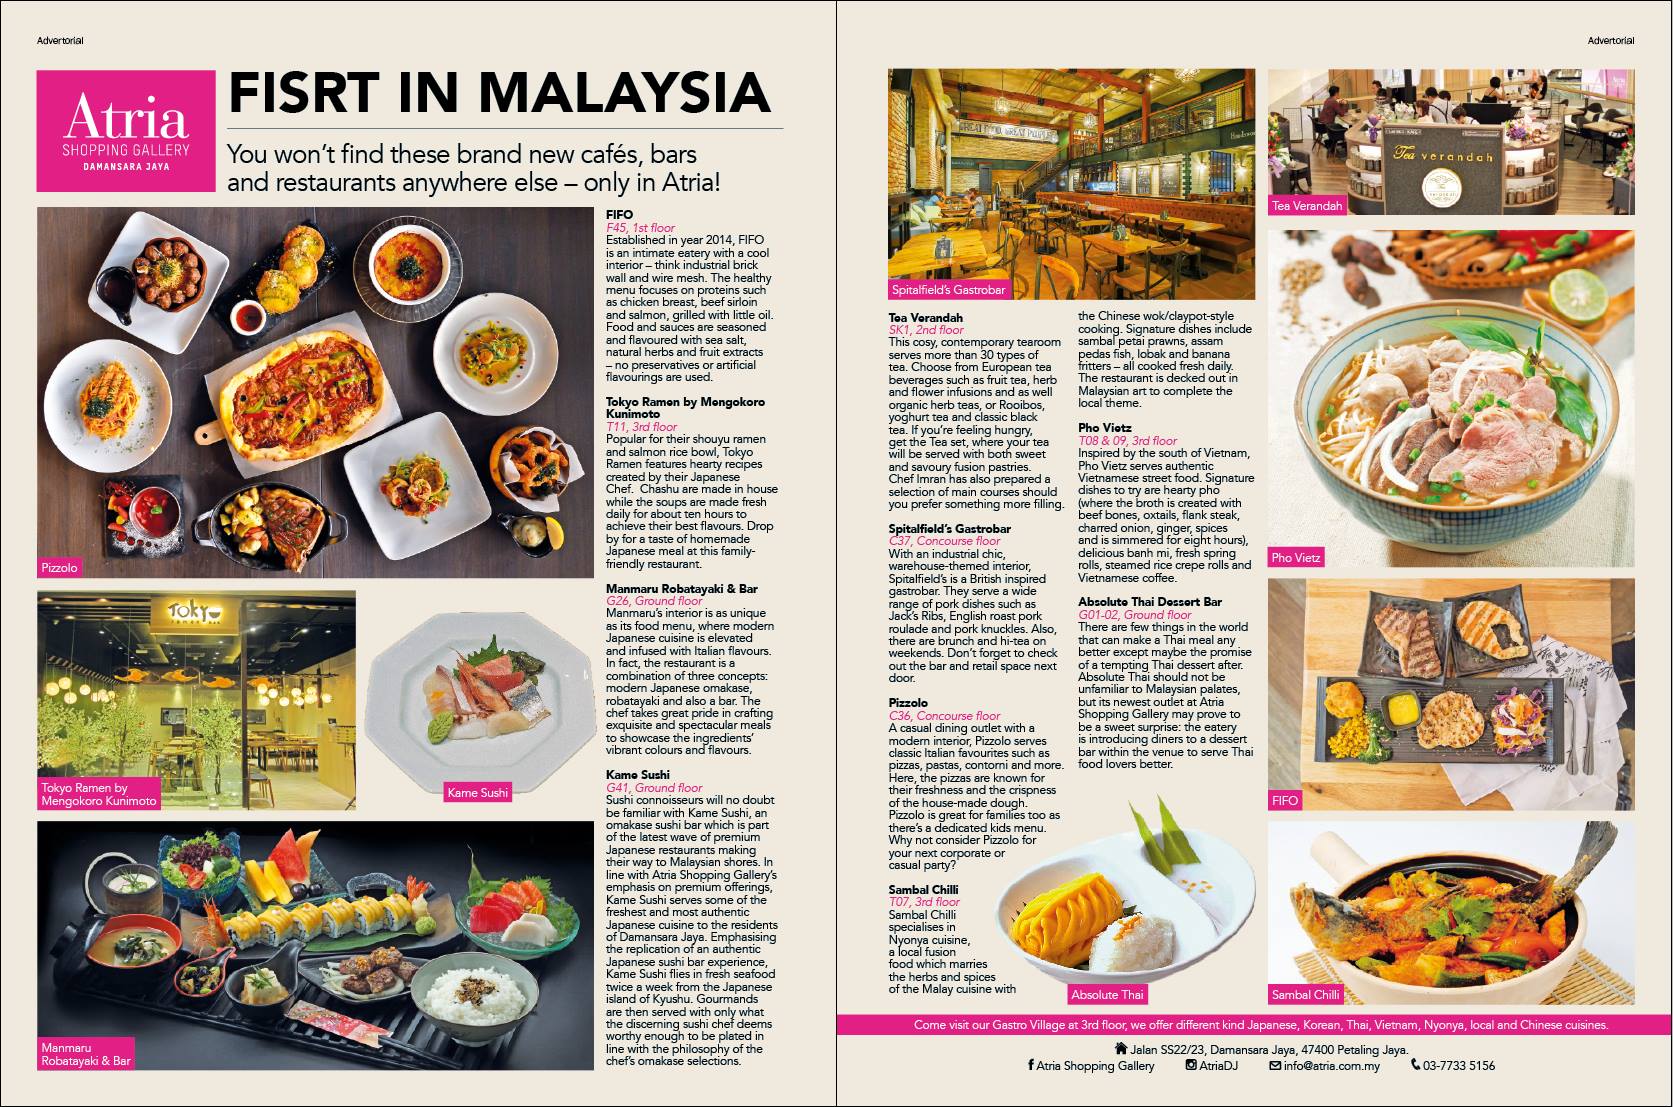 Advertorial
Atria
SHOPPING GALLERY
DAMANSARA JAYA
FISRT IN MALAYSIA
You won't find these brand new cafés, bars
and restaurants anywhere else – only in Atria!
Pizzolo
Tokyo
Tokyo Ramen by
Mengokoro Kunimoto
Kame Sushi
Manmaru
Robatayaki & Bar
FIFO
F45, 1st floor
Established in year 2014, FIFO
is an intimate eatery with a cool
interior – think industrial brick
wall and wire mesh. The healthy
menu focuses on proteins such
as chicken breast, beef sirloin
and salmon, grilled with little oil.
Food and sauces are seasoned
and flavoured with sea salt,
natural herbs and fruit extracts
– no preservatives or artificial
flavourings are used.
Tokyo Ramen by Mengokoro
Kunimoto
T11, 3rd floor
Popular for their shouyu ramen
and salmon rice bowl, Tokyo
Ramen features hearty recipes
created by their Japanese
Chef.  Chashu are made in house
while the soups are made fresh
daily for about ten hours to
achieve their best flavours. Drop
by for a taste of homemade
Japanese meal at this family-
friendly restaurant.
Manmaru Robatayaki & Bar
G26, Ground floor
Manmaru's interior is as unique
as its food menu, where modern
Japanese cuisine is elevated
and infused with Italian flavours.
In fact, the restaurant is a
combination of three concepts:
modern Japanese omakase,
robatayaki and also a bar. The
chef takes great pride in crafting
exquisite and spectacular meals
to showcase the ingredients'
vibrant colours and flavours.
Kame Sushi
G41, Ground floor
Sushi connoisseurs will no doubt
be familiar with Kame Sushi, an
omakase sushi bar which is part
of the latest wave of premium
Japanese restaurants making
their way to Malaysian shores. In
line with Atria Shopping Gallery's
emphasis on premium offerings,
Kame Sushi serves some of the
freshest and most authentic
Japanese cuisine to the residents
of Damansara Jaya. Emphasising
the replication of an authentic
Japanese sushi bar experience,
Kame Sushi flies in fresh seafood
twice a week from the Japanese
island of Kyushu. Gourmands
are then served with only what
the discerning sushi chef deems
worthy enough to be plated in
line with the philosophy of the
chef's omakase selections.
Advertorial
GREAT FOOD, GREAT PEOPLE
Spitalfield's Gastrobar
Tea verandah
Tea Verandah
Tea Verandah
SK1, 2nd floor
This cosy, contemporary tearoom
serves more than 30 types of
tea. Choose from European tea
beverages such as fruit tea, herb
and flower infusions and as well
organic herb teas, or Rooibos,
yoghurt tea and classic black
tea. If you're feeling hungry,
get the Tea set, where your tea
will be served with both sweet
and savoury fusion pastries.
Chef Imran has also prepared a
selection of main courses should
you prefer something more filling.
Spitalfield's Gastrobar
C37, Concourse floor
With an industrial chic,
warehouse-themed interior,
Spitalfield's is a British inspired
gastrobar. They serve a wide
range of pork dishes such as
Jack's Ribs, English roast pork
roulade and pork knuckles. Also,
there are brunch and hi-tea on
weekends. Don't forget to check
out the bar and retail space next
door.
Pizzolo
C36, Concourse floor
A casual dining outlet with a
modern interior, Pizzolo serves
classic Italian favourites such as
pizzas, pastas, contorni and more.
Here, the pizzas are known for
their freshness and the crispness
of the house-made dough.
Pizzolo is great for families too as
there's a dedicated kids menu.
Why not consider Pizzolo for
your next corporate or
casual party?
Sambal Chilli
T07, 3rd floor
Sambal Chilli
specialises in
Nyonya cuisine,
a local fusion
food which marries
the herbs and spices
of the Malay cuisine with
the Chinese wok/claypot-style
cooking. Signature dishes include
sambal petai prawns, assam
pedas fish, lobak and banana
fritters – all cooked fresh daily.
The restaurant is decked out in
Malaysian art to complete the
local theme.
Pho Vietz
T08 & 09, 3rd floor
Inspired by the south of Vietnam,
Pho Vietz serves authentic
Vietnamese street food. Signature
dishes to try are hearty pho
(where the broth is created with
beef bones, oxtails, flank steak,
charred onion, ginger, spices
and is simmered for eight hours),
delicious banh mi, fresh spring
rolls, steamed rice crepe rolls and
Vietnamese coffee.
Absolute Thai Dessert Bar
G01-02, Ground floor
There are few things in the world
that can make a Thai meal any
better except maybe the promise
of a tempting Thai dessert after.
Absolute Thai should not be
unfamiliar to Malaysian palates,
but its newest outlet at Atria
Shopping Gallery may prove to
be a sweet surprise: the eatery
is introducing diners to a dessert
bar within the venue to serve Thai
food lovers better.
Absolute Thai
Pho Vietz
FIFO
Sambal Chilli
Come visit our Gastro Village at 3rd floor, we offer different kind Japanese, Korean, Thai, Vietnam, Nyonya, local and Chinese cuisines.
Jalan SS22/23, Damansara Jaya, 47400 Petaling Jaya.
Atria Shopping Gallery AtriaDJ info@atria.com.my 03-7733 5156